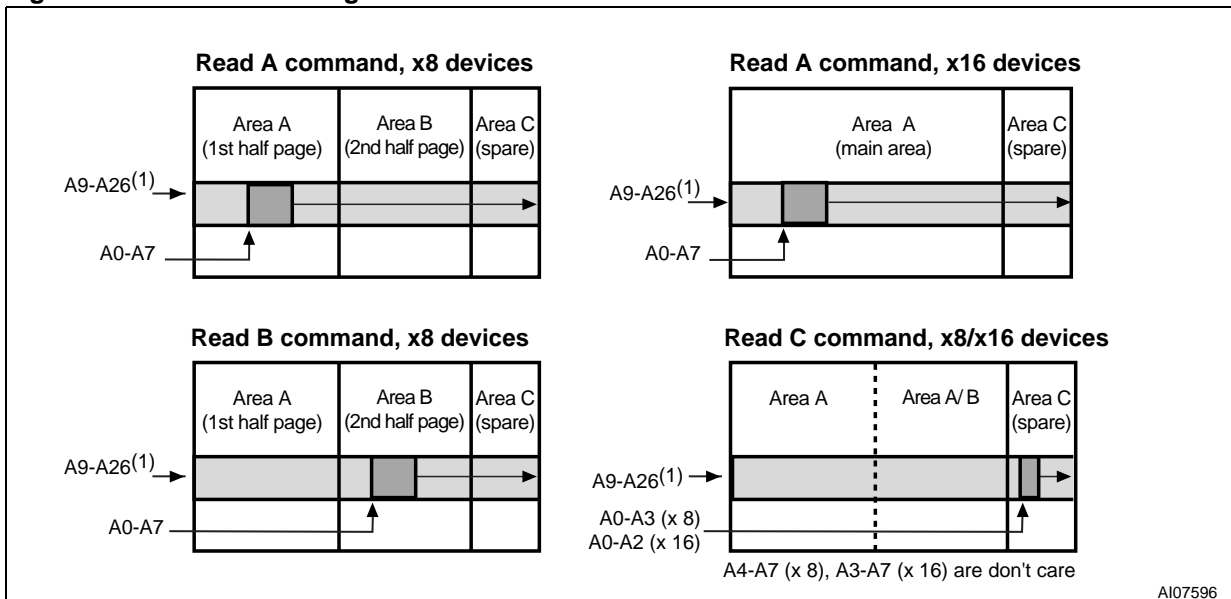 Read A command, x8 devices
Area A
(1st half page)
Area B
(2nd half page)
Area C
(spare)
A9-A26(1)
A0-A7
Read A command, x16 devices
Area A
(main area)
Area C
(spare)
A9-A26(1)
A0-A7
Read B command, x8 devices
Area A
(1st half page)
Area B
(2nd half page)
Area C
(spare)
A9-A26(1)
A0-A7
Read C command, x8/x16 devices
Area A
Area A/ B
Area C
(spare)
A9-A26(1)
A0-A3 (x 8)
A0-A2 (x 16)
A4-A7 (x 8), A3-A7 (x 16) are don't care
AI07596